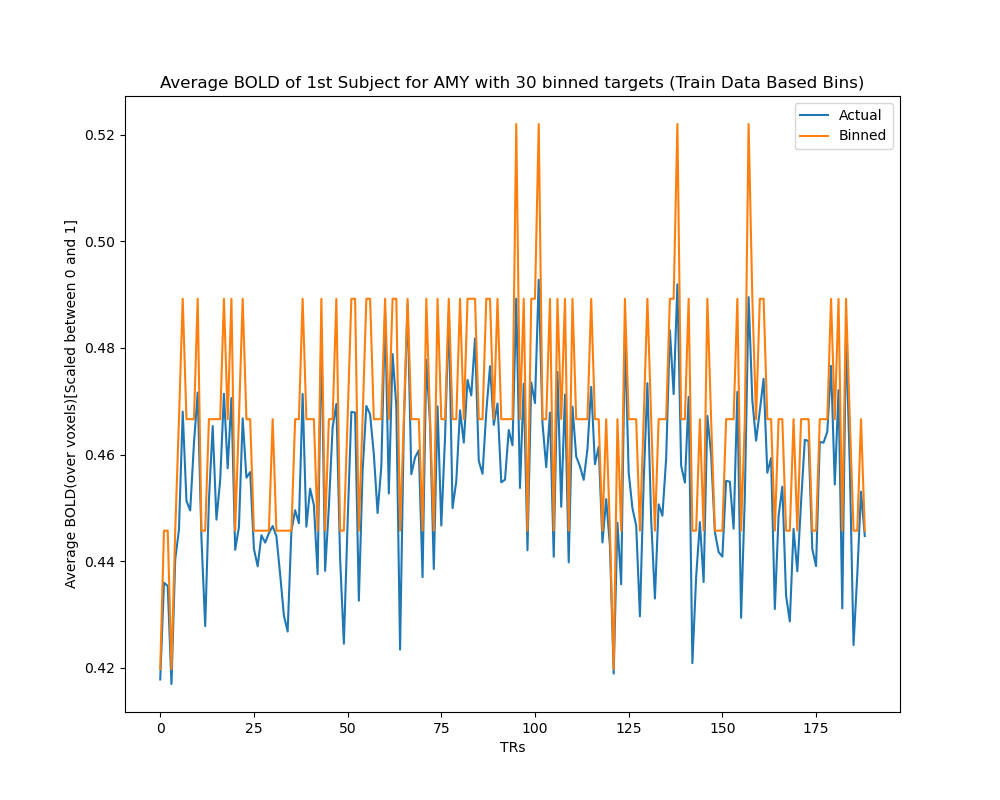 Average BOLD of 1st Subject for AMY with 30 binned targets (Train Data Based Bins)
Actual
Binned
Average BOLD(over voxels)[Scaled between 0 and 1]
0.52
0.50
0.48
0.46
0.44
0.42
0 25 50 75 100 125 150 175
TRs